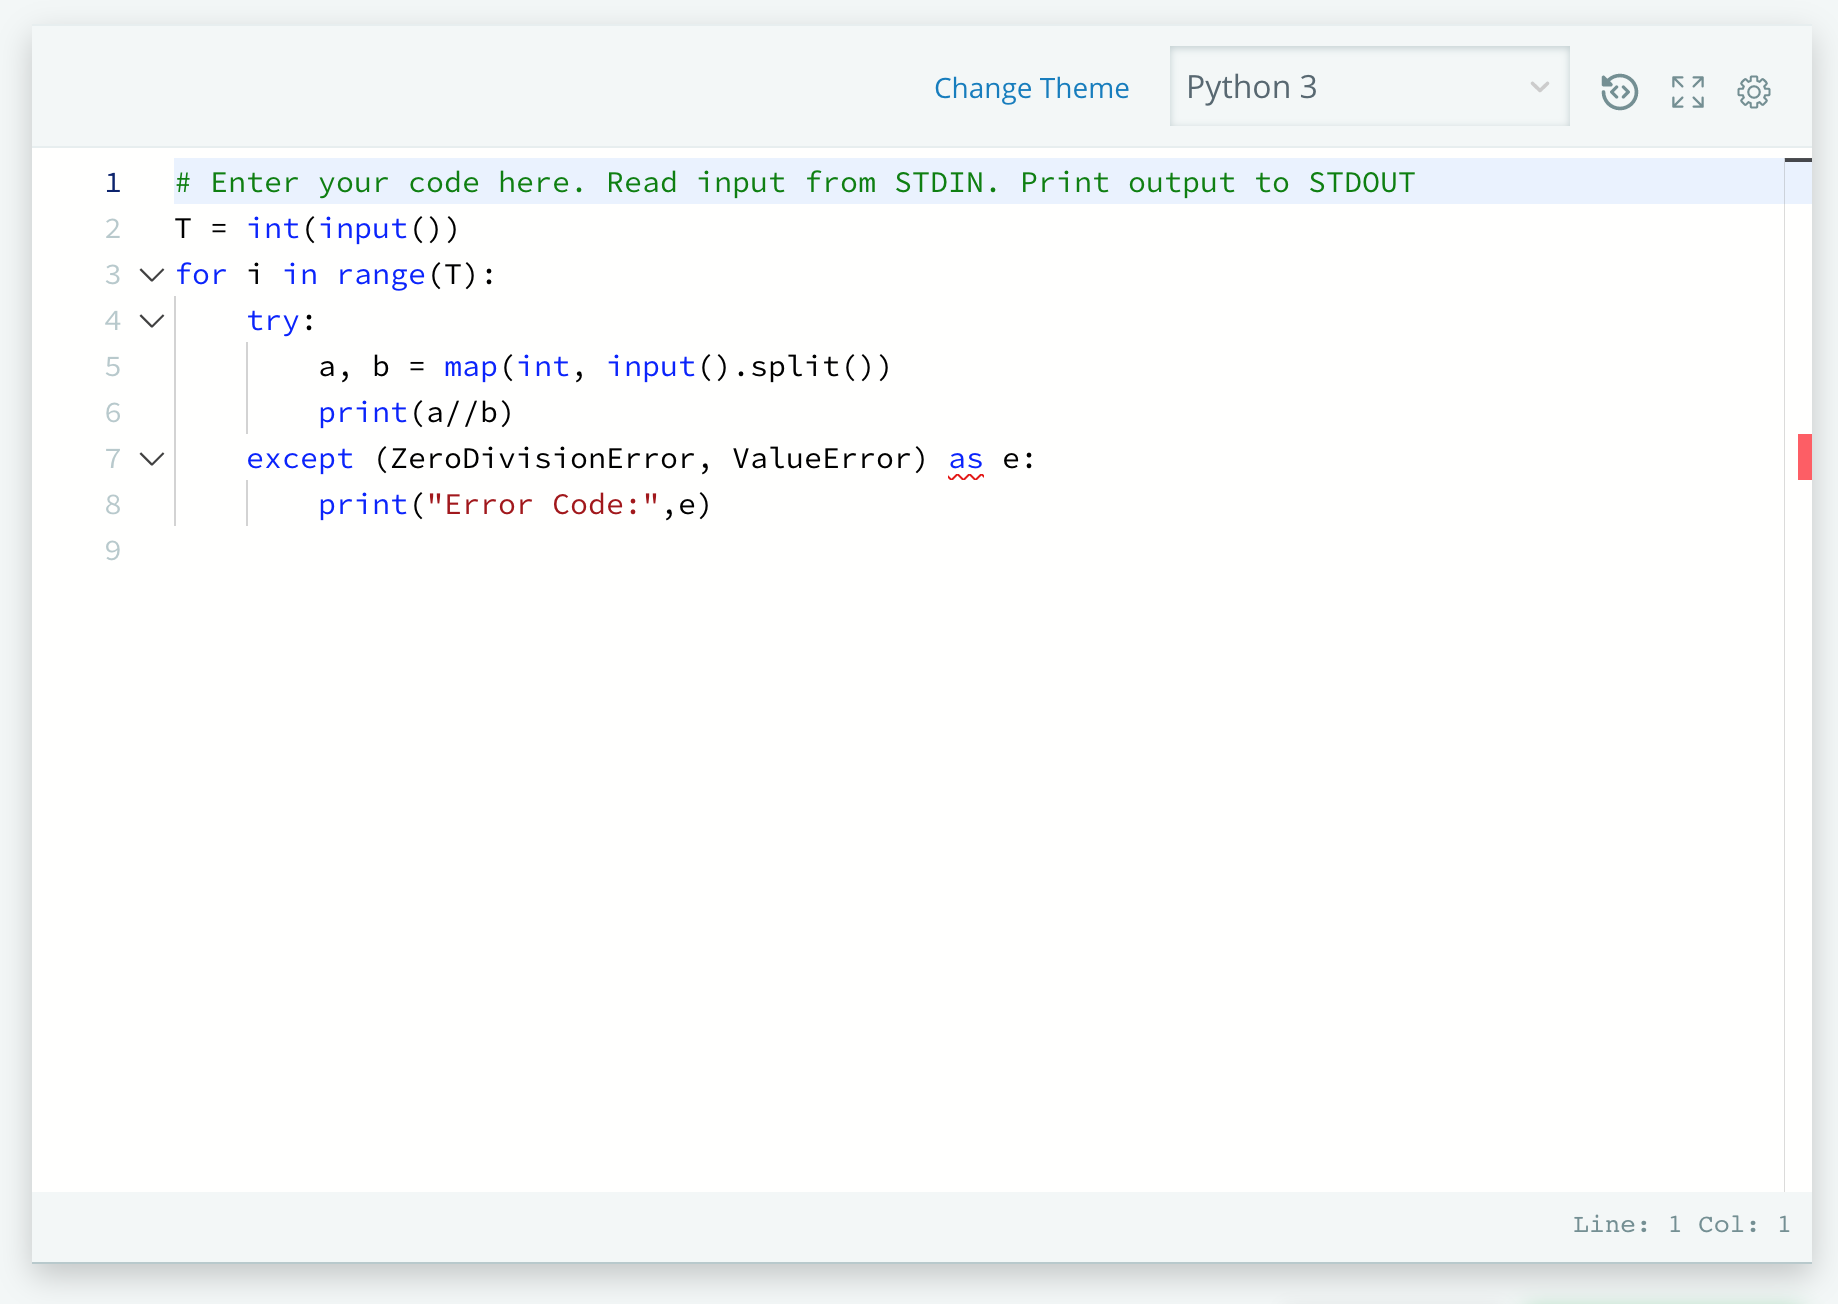 Change Theme Python 3
1 # Enter your code here. Read input from STDIN. Print output to STDOUT
2 T = int(input())
3 for i in range(T):
4     try:
5         a, b = map(int, input().split())
6         print(a//b)
7     except (ZeroDivisionError, ValueError) as e:
8         print("Error Code:",e)
9
Line: 1 Col: 1